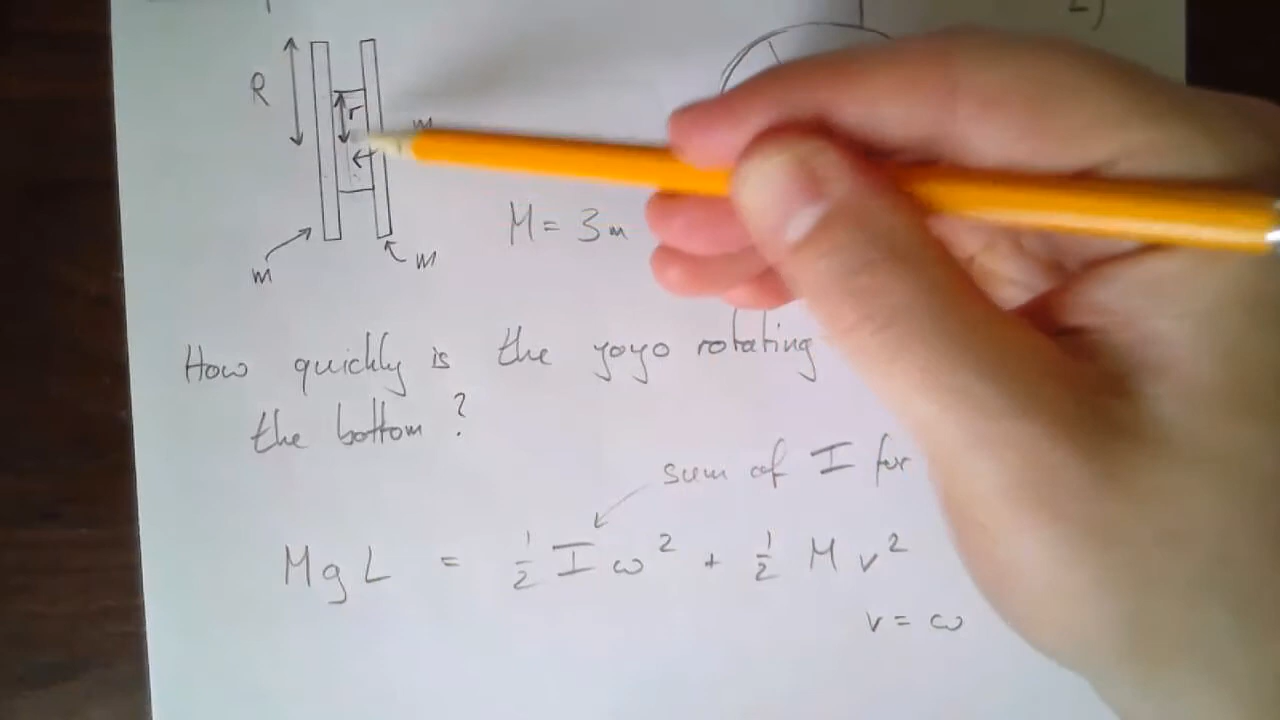 2)
R
r
m
M = 3m
m
m
How quickly is the yoyo rotating
the bottom ?
sum of I for
MgL = 1/2 I ω² + 1/2 M v²
v = ω